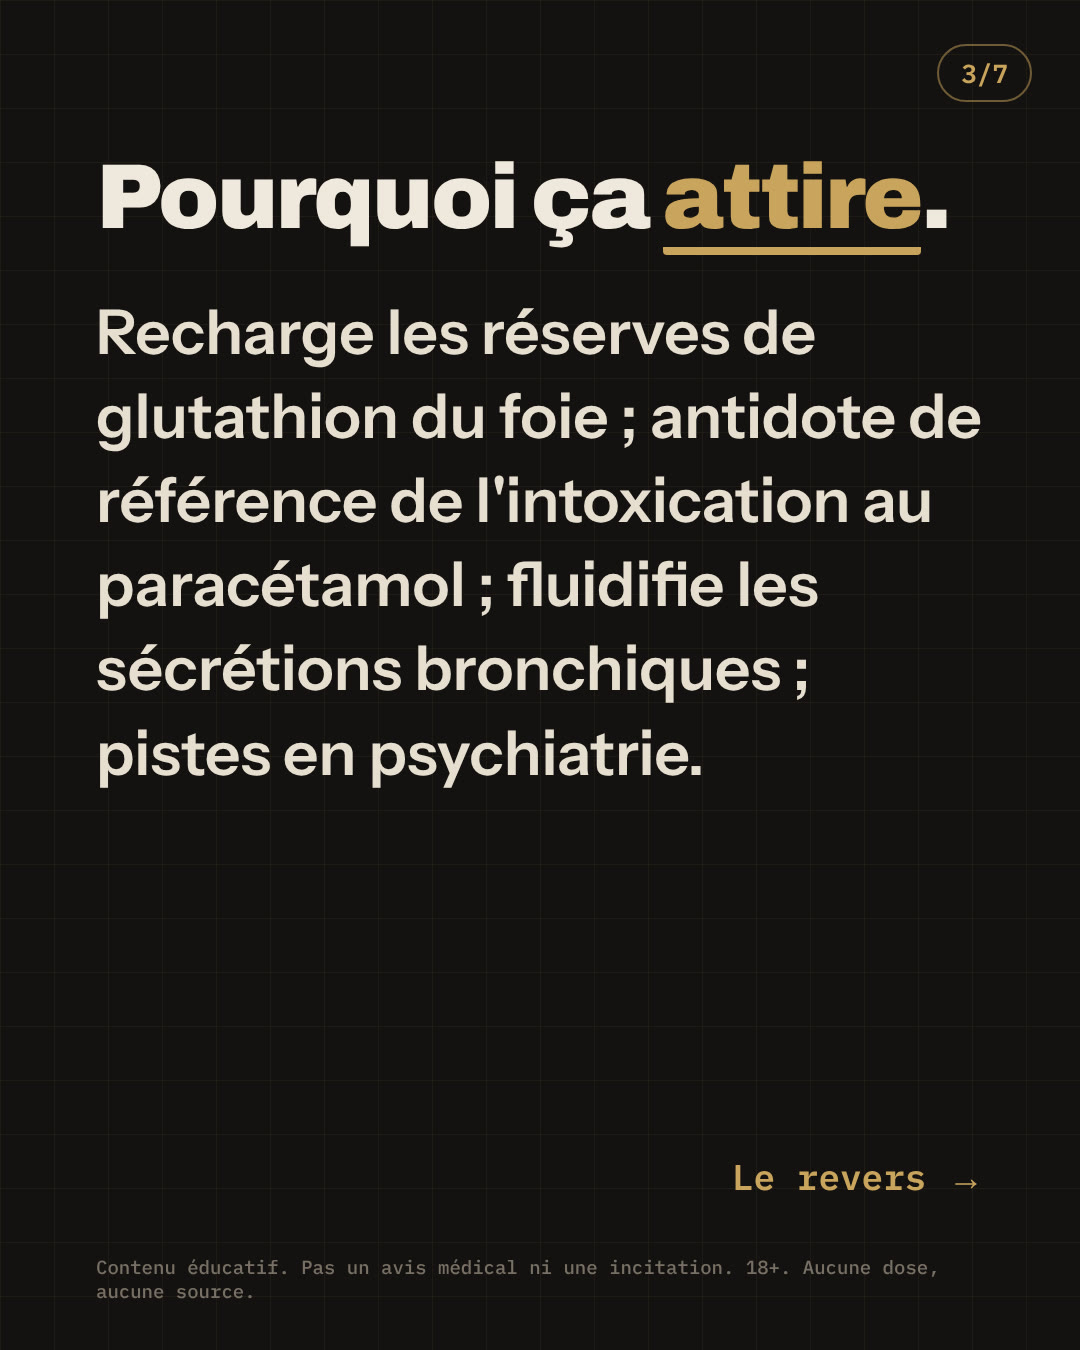 3/7
Pourquoi ça attire.
Recharge les réserves de
glutathion du foie ; antidote de
référence de l'intoxication au
paracétamol ; fluidifie les
sécrétions bronchiques ;
pistes en psychiatrie.
Le revers →
Contenu éducatif. Pas un avis médical ni une incitation. 18+. Aucune dose,
aucune source.